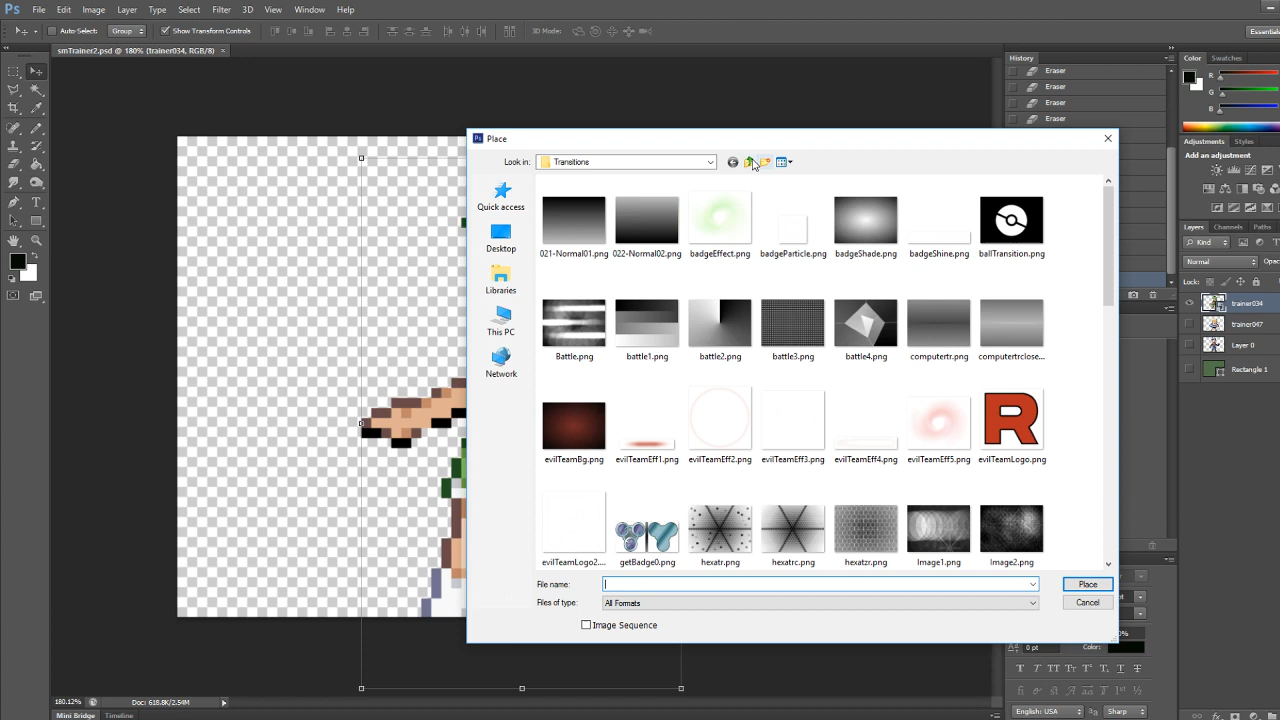 Ps File Edit Image Layer Type Select Filter 3D View Window Help
Auto-Select: Group Show Transform Controls 3D Mode: Essentials
smTrainer2.psd @ 180% (trainer034, RGB/8) ×
History
Eraser
Eraser
Eraser
Eraser
Color Swatches
R
G
B
Adjustments Styles
Add an adjustment
Layers Channels Paths
Kind
Normal
Lock:
trainer034
trainer047
Layer 0
Rectangle 1
Place
Look in: Transitions
Quick access
Desktop
Libraries
This PC
Network
021-Normal01.png 022-Normal02.png badgeEffect.png badgeParticle.png badgeShade.png badgeShine.png ballTransition.png
Battle.png battle1.png battle2.png battle3.png battle4.png computertr.png computertrclose...
evilTeamBg.png evilTeamEff1.png evilTeamEff2.png evilTeamEff3.png evilTeamEff4.png evilTeamEff5.png evilTeamLogo.png
evilTeamLogo2.... getBadge0.png hexatr.png hexatrc.png hexatzr.png Image1.png Image2.png
File name: Place
Files of type: All Formats Cancel
Image Sequence
0 pt Color:
English: USA Sharp
180.12% Doc: 618.8K/2.54M
Mini Bridge Timeline